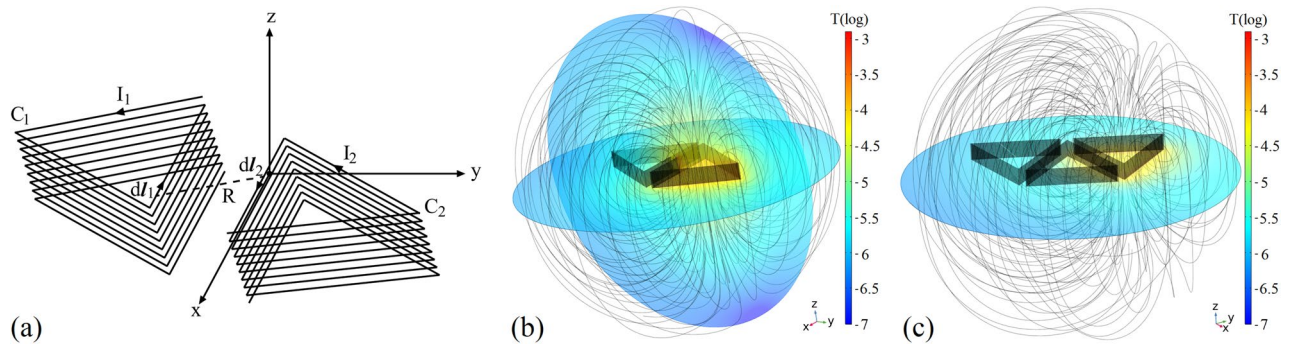 z
I₁
C₁
I₂
dl₂
y
dl₁
R
C₂
x
(a)
T(log)
-3
-3.5
-4
-4.5
-5
-5.5
-6
-6.5
-7
z
x
y
(b)
T(log)
-3
-3.5
-4
-4.5
-5
-5.5
-6
-6.5
-7
z
y
x
(c)